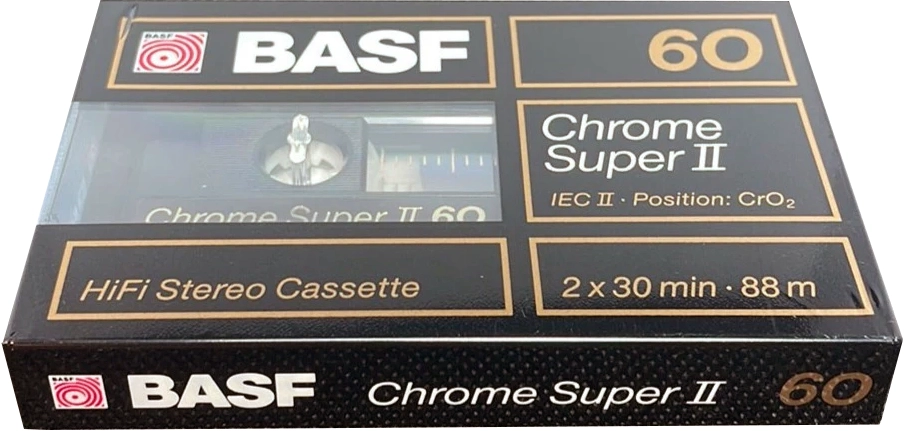 BASF
BASF
60
Chrome
Super II
IEC II · Position: CrO₂
Chrome Super II 60
HiFi Stereo Cassette
2 x 30 min · 88 m
BASF
BASF
Chrome Super II
60